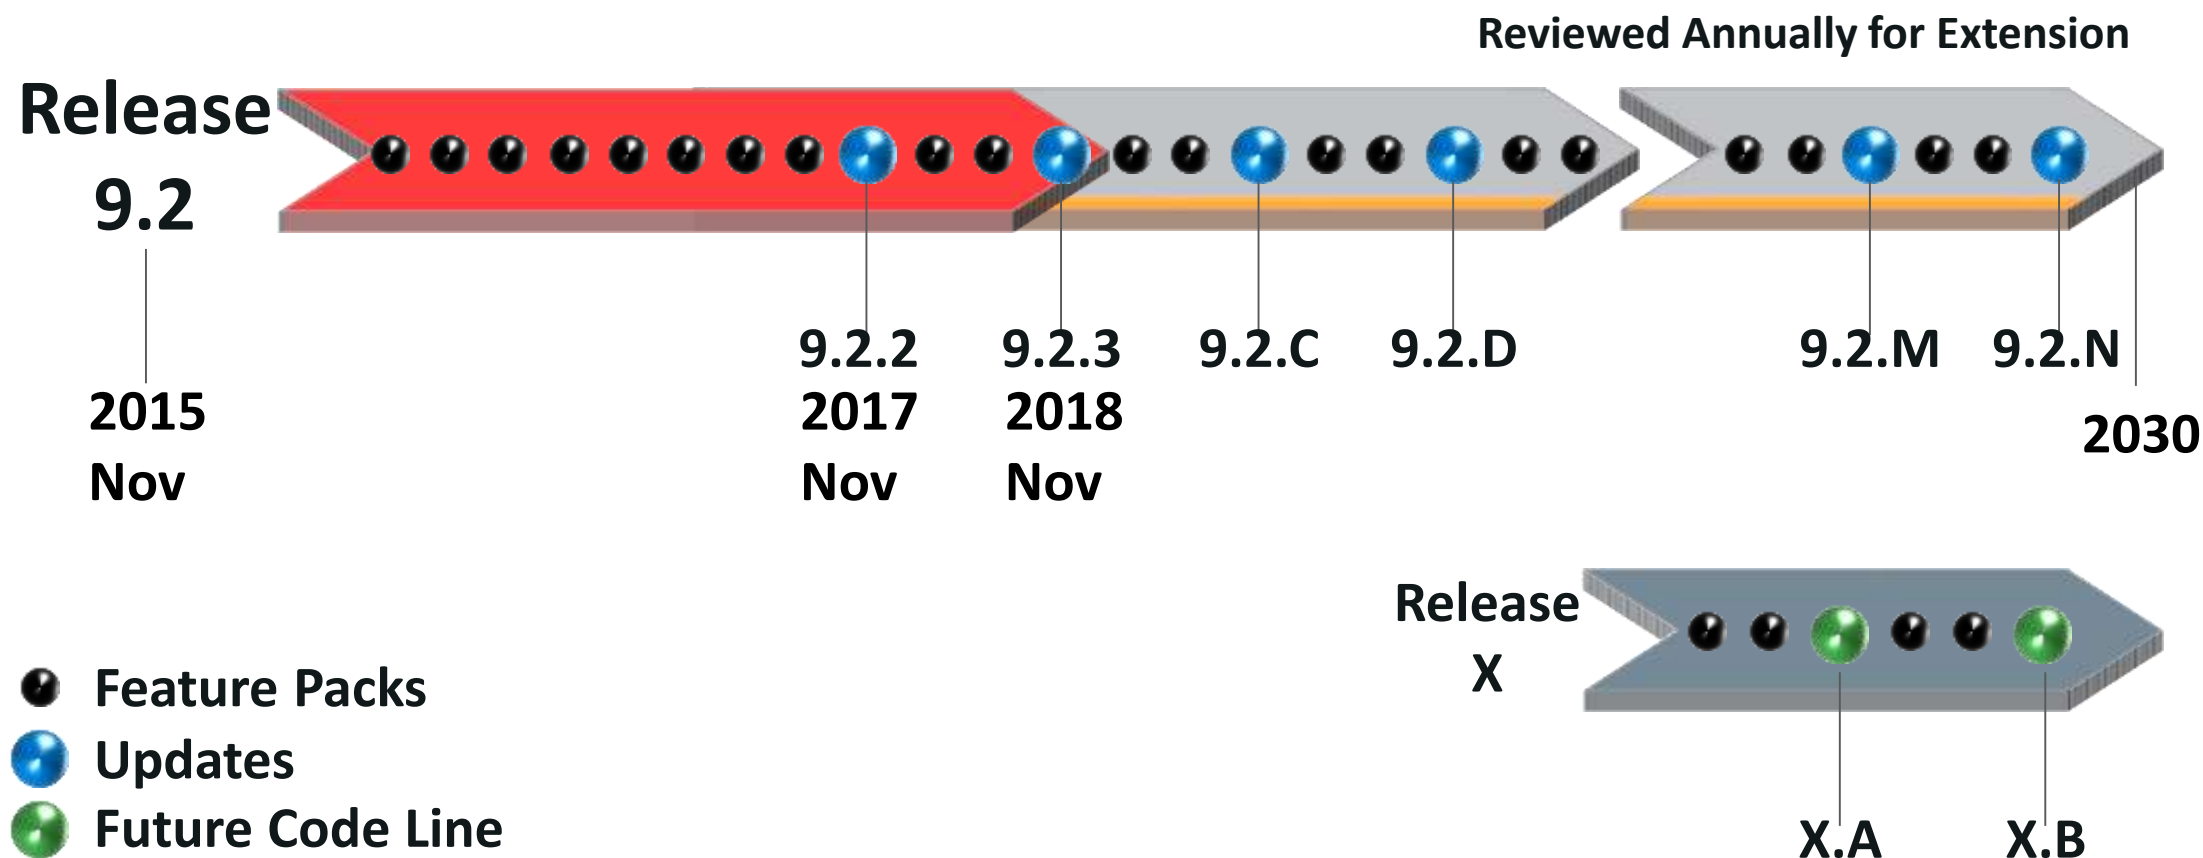 Reviewed Annually for Extension
Release
9.2
9.2.2
9.2.3
9.2.C
9.2.D
9.2.M
9.2.N
2015
Nov
2017
Nov
2018
Nov
2030
Release
X
Feature Packs
Updates
Future Code Line
X.A
X.B